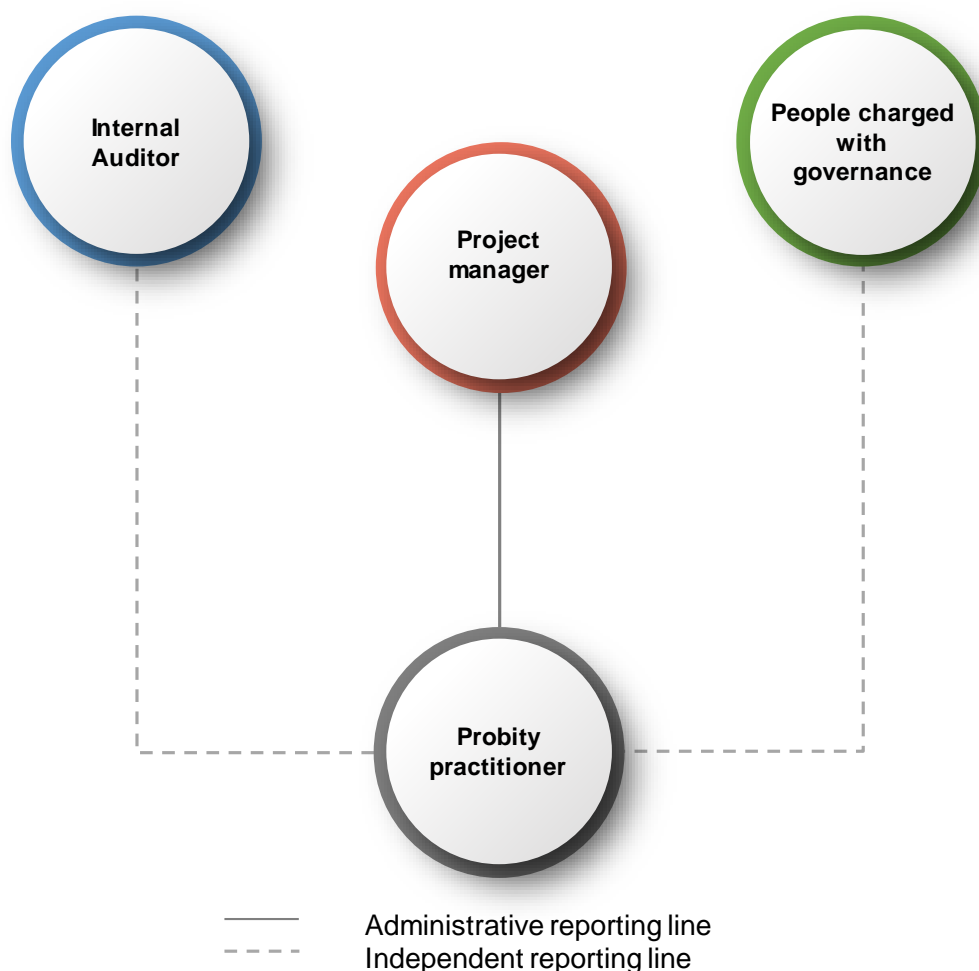 Internal
Auditor
People charged
with
governance
Project
manager
Probity
practitioner
Administrative reporting line
Independent reporting line